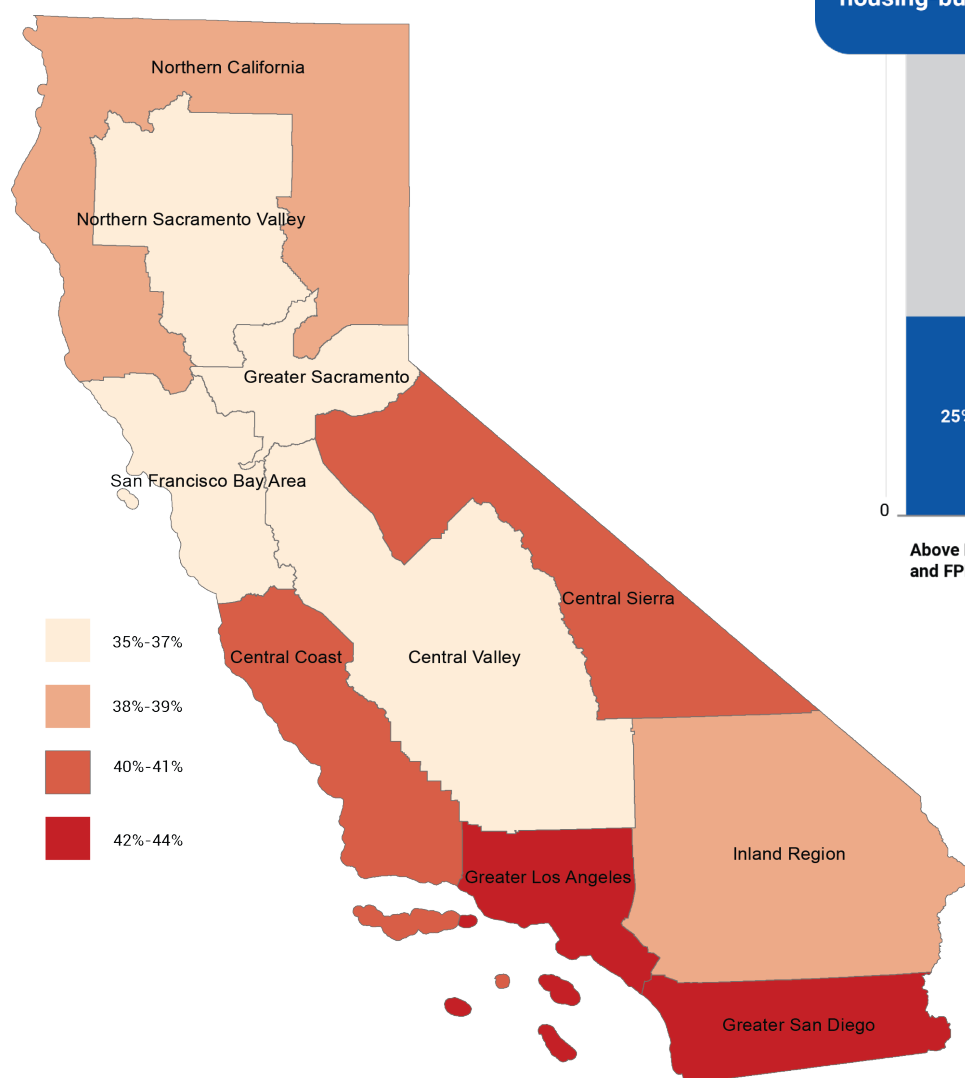 housing
Northern California
Northern Sacramento Valley
Greater Sacramento
San Francisco Bay Area
25%
0
Above
and FP
Central Sierra
Central Coast
Central Valley
35%-37%
38%-39%
40%-41%
42%-44%
Inland Region
Greater Los Angeles
Greater San Diego